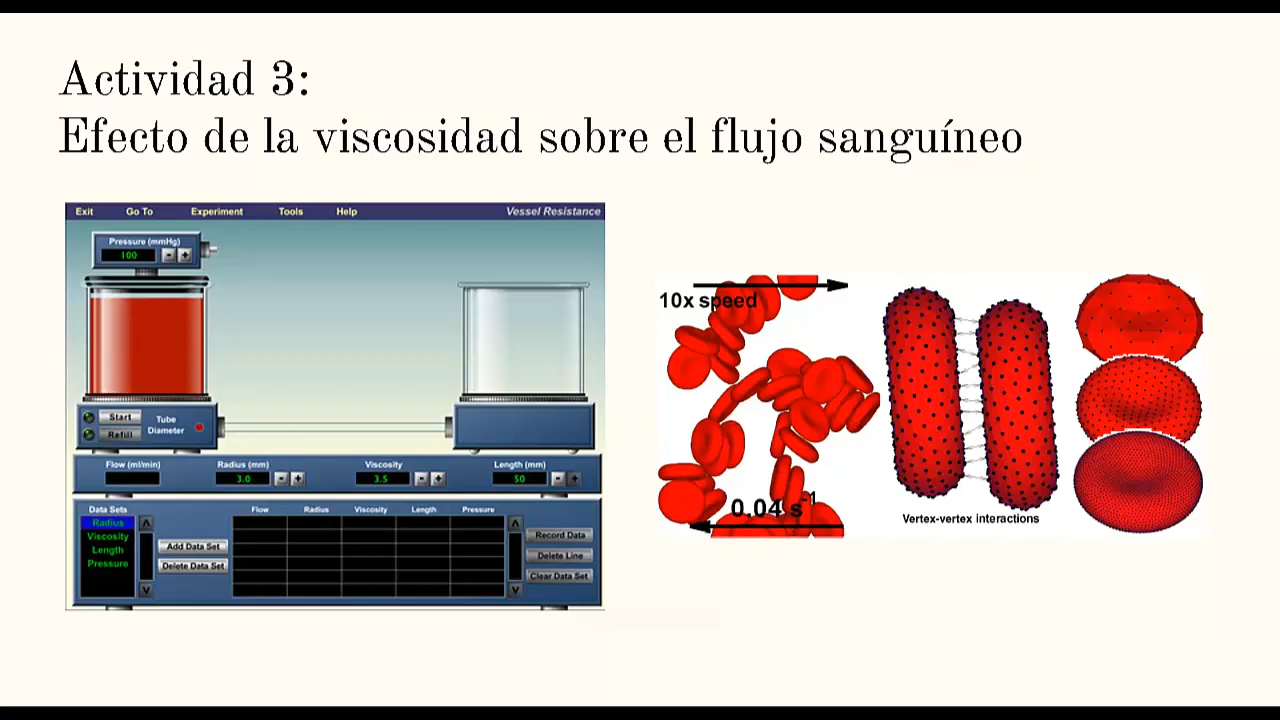 Actividad 3:
Efecto de la viscosidad sobre el flujo sanguíneo
Exit Go To Experiment Tools Help Vessel Resistance
Pressure (mmHg)
100 - +
Start
Refill
Tube
Diameter
Flow (ml/min) Radius (mm) Viscosity Length (mm)
3.0 - + 3.5 - + 50 - +
Data Sets
Radius
Viscosity
Length
Pressure
Add Data Set
Delete Data Set
Flow Radius Viscosity Length Pressure
Record Data
Delete Line
Clear Data Set
10x speed
0.04 s-1
Vertex-vertex interactions